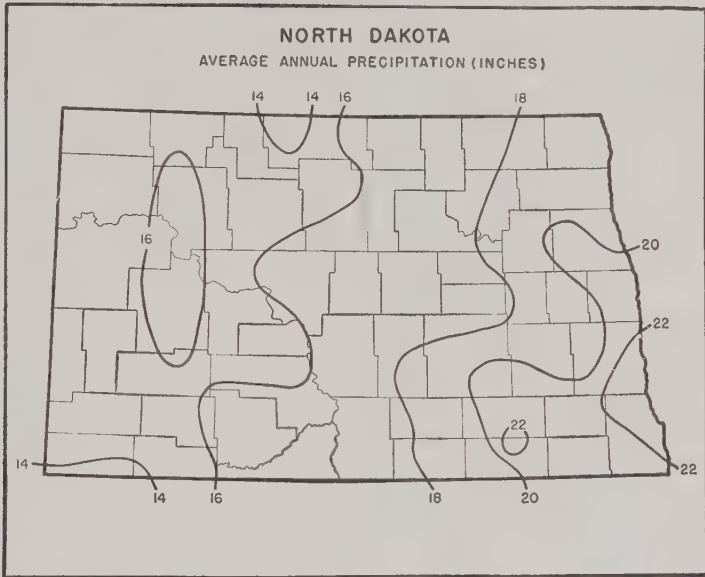 NORTH DAKOTA
AVERAGE ANNUAL PRECIPITATION (INCHES)
14 14 16 18
16
20
22
22
14
14 16 18 20
22